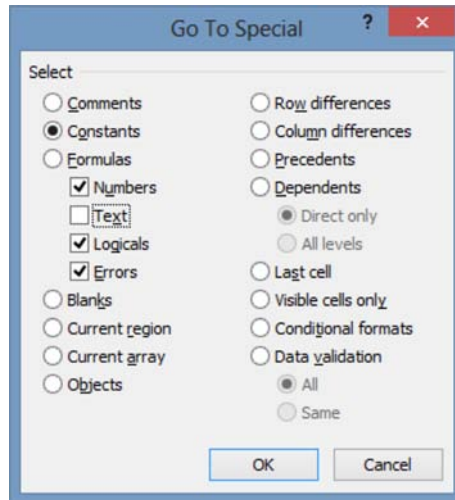 Go To Special
?
Select
Comments
Constants
Formulas
Numbers
Text
Logicals
Errors
Blanks
Current region
Current array
Objects
Row differences
Column differences
Precedents
Dependents
Direct only
All levels
Last cell
Visible cells only
Conditional formats
Data validation
All
Same
OK
Cancel